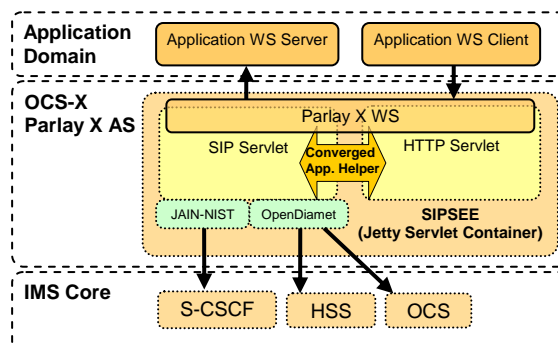 Application
Domain
Application WS Server
Application WS Client
OCS-X
Parlay X AS
Parlay X WS
SIP Servlet
Converged
App. Helper
HTTP Servlet
JAIN-NIST
OpenDiamet
SIPSEE
(Jetty Servlet Container)
IMS Core
S-CSCF
HSS
OCS